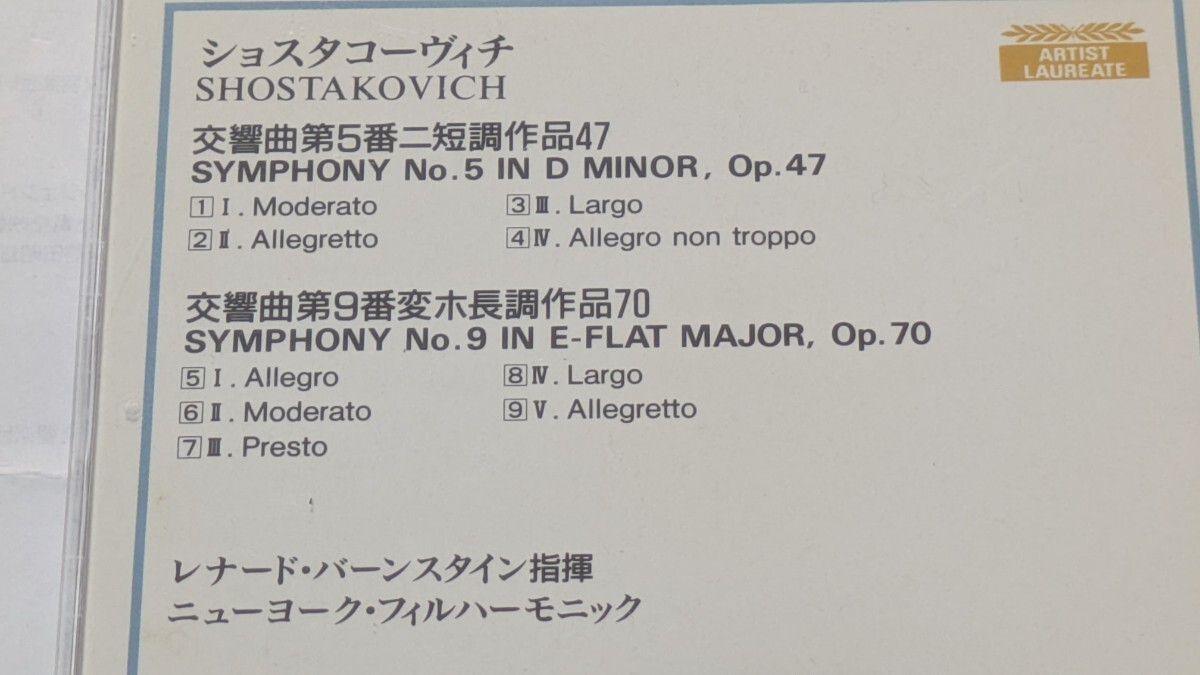 ショスタコーヴィチ
SHOSTAKOVICH
ARTIST
LAUREATE
交響曲第5番ニ短調作品47
SYMPHONY No.5 IN D MINOR, Op.47
1 I. Moderato
2 II. Allegretto
3 III. Largo
4 IV. Allegro non troppo
交響曲第9番変ホ長調作品70
SYMPHONY No.9 IN E-FLAT MAJOR, Op.70
5 I. Allegro
6 II. Moderato
7 III. Presto
8 IV. Largo
9 V. Allegretto
レナード・バーンスタイン指揮
ニューヨーク・フィルハーモニック